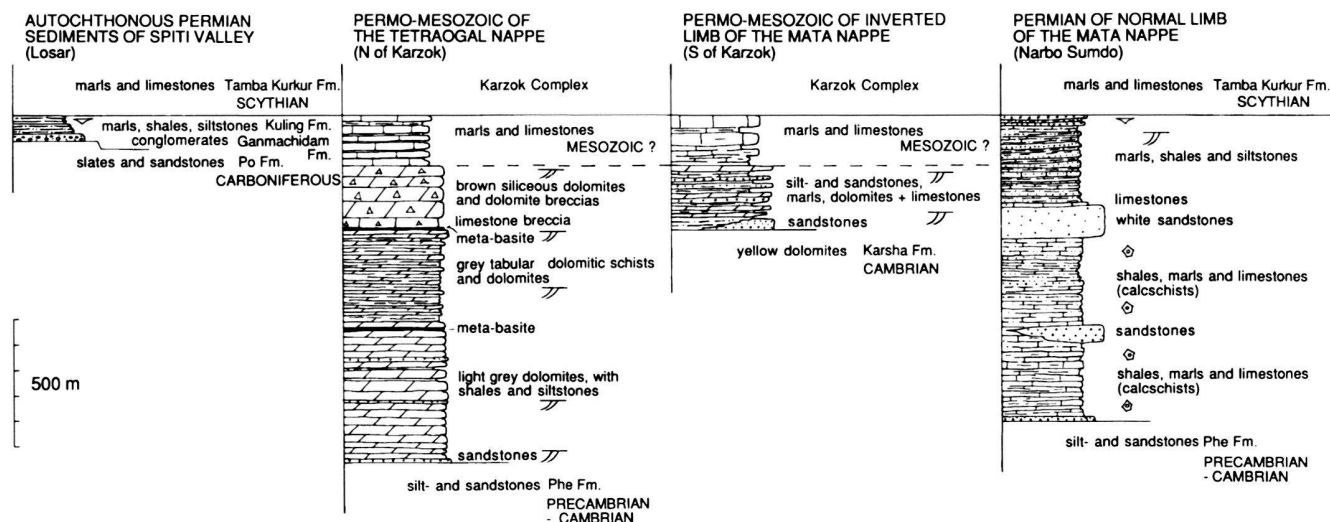 AUTOCHTHONOUS PERMIAN
SEDIMENTS OF SPITI VALLEY
(Losar)
marls and limestones Tamba Kurkur Fm.
SCYTHIAN
marls, shales, siltstones Kuling Fm.
conglomerates Ganmachidam
Fm.
slates and sandstones Po Fm.
CARBONIFEROUS
500 m
PERMO-MESOZOIC OF
THE TETRAOGAL NAPPE
(N of Karzok)
Karzok Complex
marls and limestones
MESOZOIC ?
brown siliceous dolomites
and dolomite breccias
limestone breccia
meta-basite
grey tabular dolomitic schists
and dolomites
meta-basite
light grey dolomites, with
shales and siltstones
sandstones
silt- and sandstones Phe Fm.
PRECAMBRIAN
- CAMBRIAN
PERMO-MESOZOIC OF INVERTED
LIMB OF THE MATA NAPPE
(S of Karzok)
Karzok Complex
marls and limestones
MESOZOIC ?
silt- and sandstones,
marls, dolomites + limestones
sandstones
yellow dolomites Karsha Fm.
CAMBRIAN
PERMIAN OF NORMAL LIMB
OF THE MATA NAPPE
(Narbo Sumdo)
marls and limestones Tamba Kurkur Fm.
SCYTHIAN
marls, shales and siltstones
limestones
white sandstones
shales, marls and limestones
(calcschists)
sandstones
shales, marls and limestones
(calcschists)
silt- and sandstones Phe Fm.
PRECAMBRIAN
- CAMBRIAN